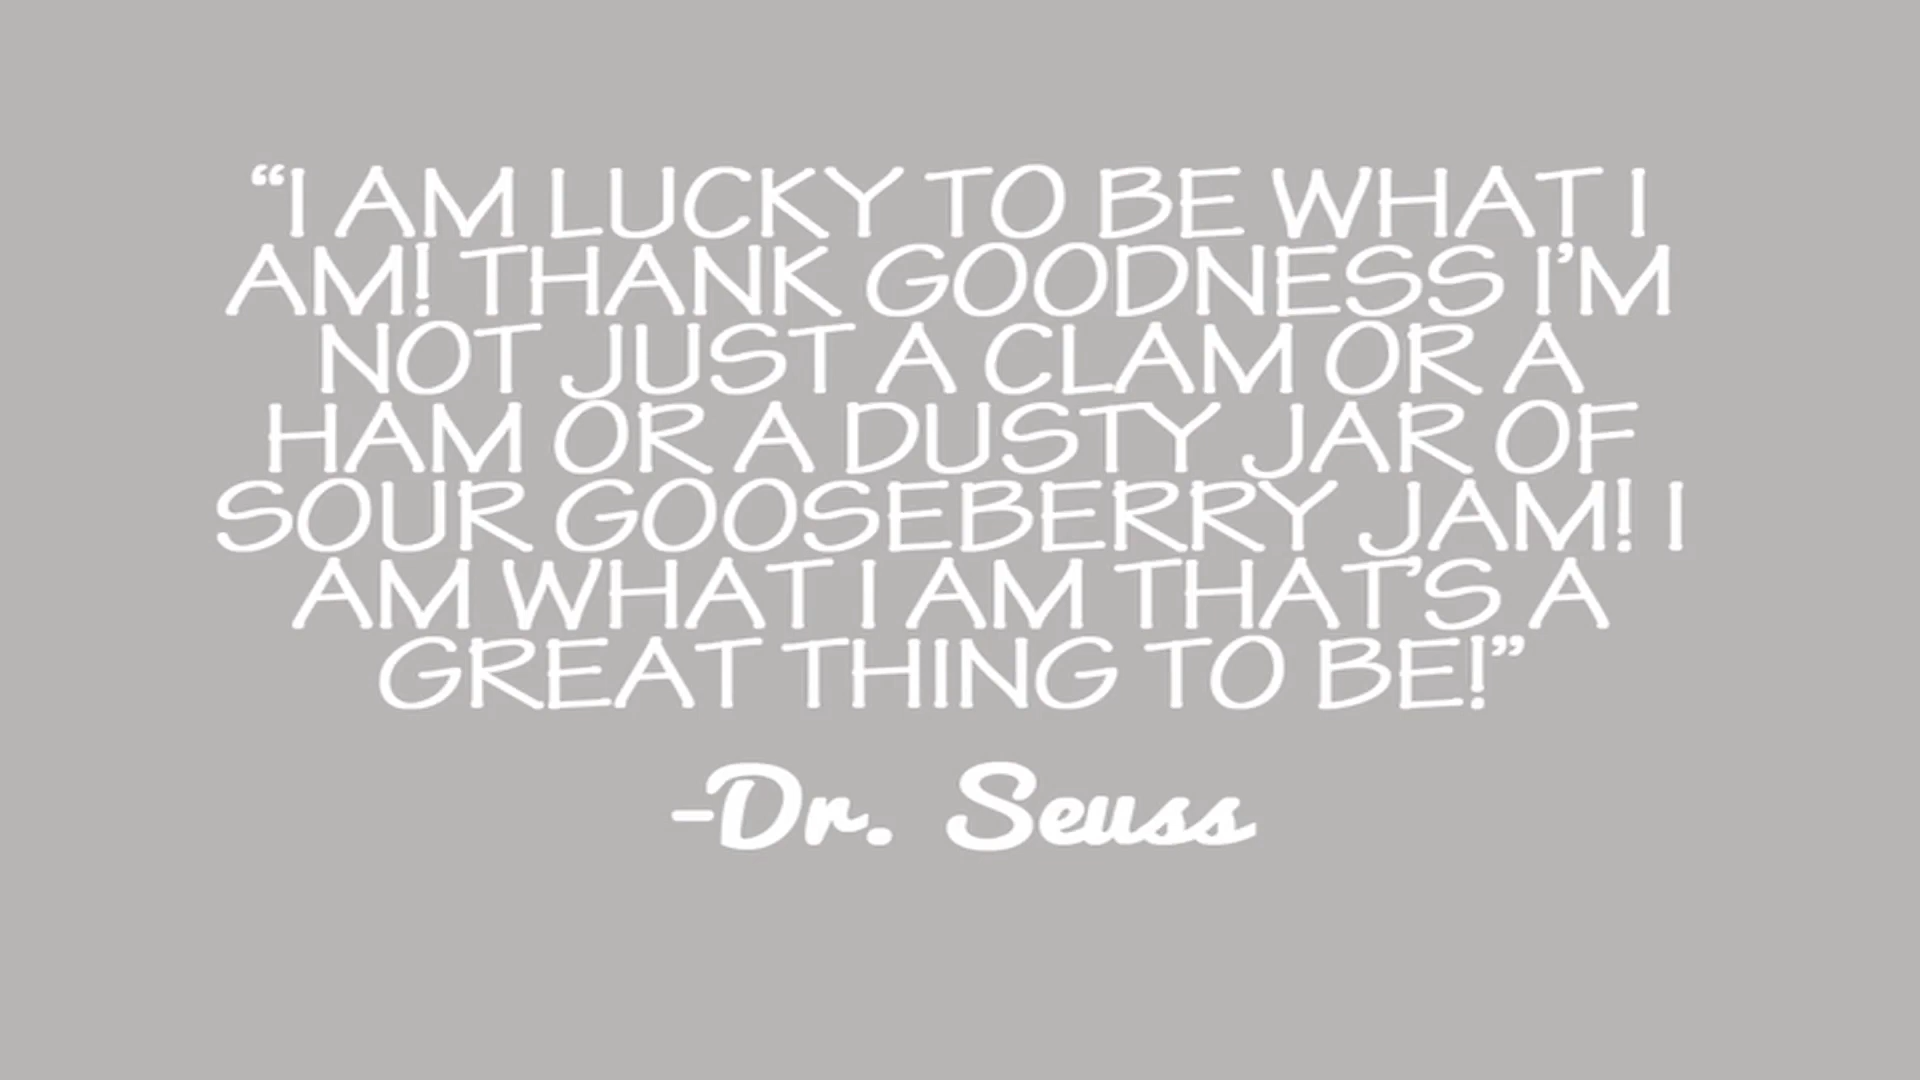 “I AM LUCKY TO BE WHAT I
AM! THANK GOODNESS I’M
NOT JUST A CLAM OR A
HAM OR A DUSTY JAR OF
SOUR GOOSEBERRY JAM! I
AM WHAT I AM THAT’S A
GREAT THING TO BE!”
-Dr. Seuss